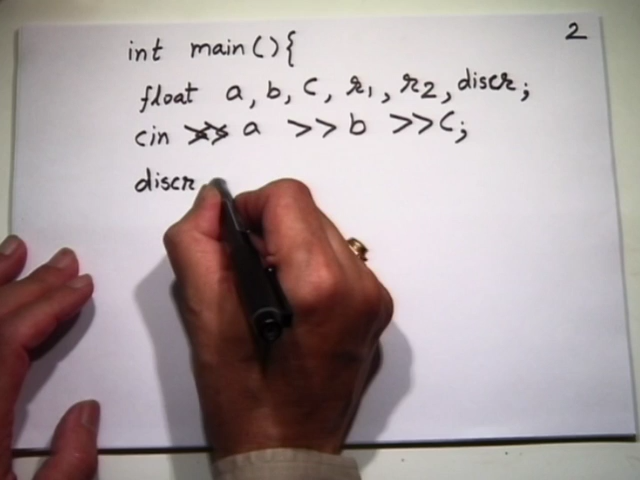 2
int main(){
float a, b, c, r1, r2, discr;
cin >> a >> b >> c;
discr